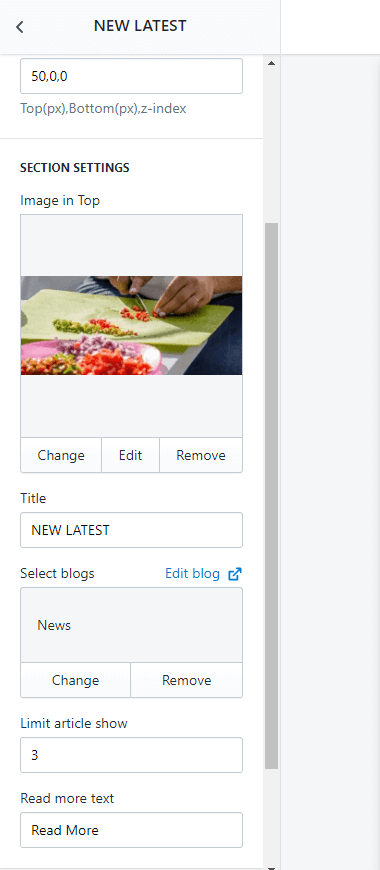 NEW LATEST
50,0,0
Top(px),Bottom(px),z-index
SECTION SETTINGS
Image in Top
Change Edit Remove
Title
NEW LATEST
Select blogs Edit blog
News
Change Remove
Limit article show
3
Read more text
Read More